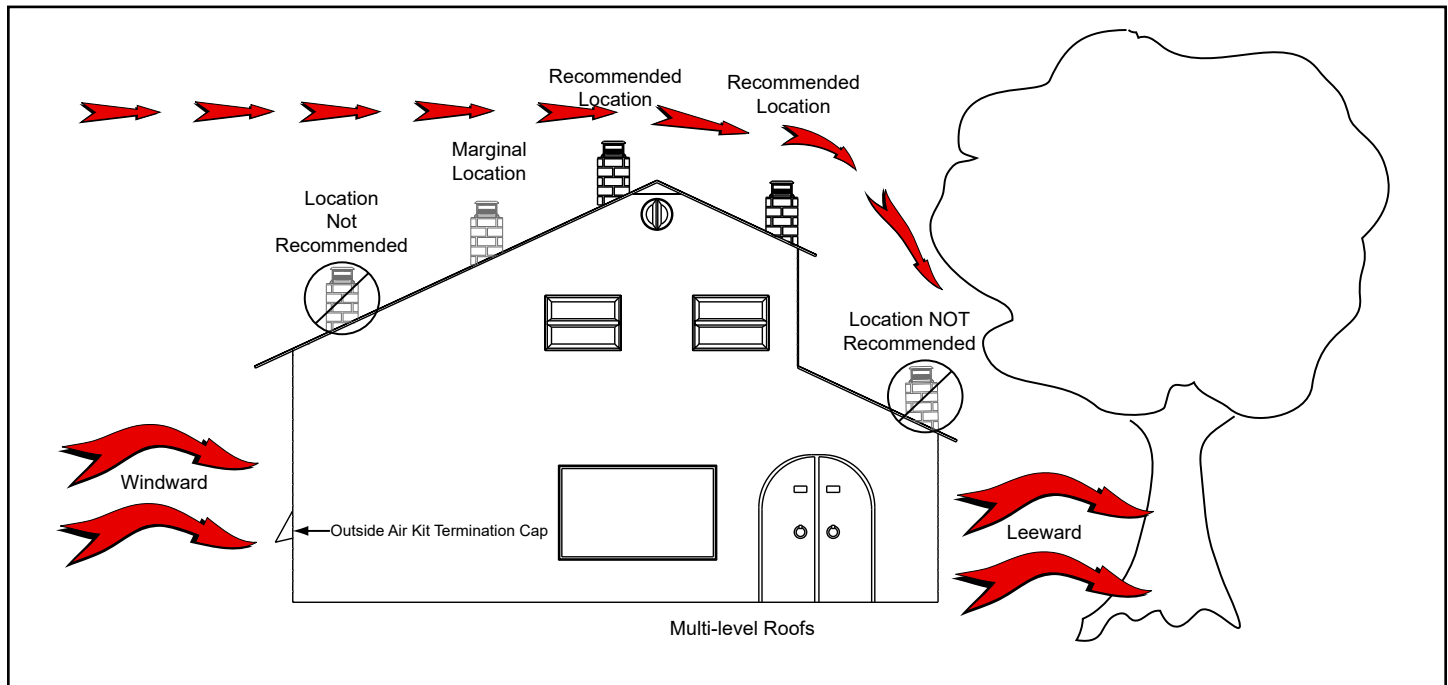 Recommended
Location
Recommended
Location
Marginal
Location
Location
Not
Recommended
Location NOT
Recommended
Windward
Outside Air Kit Termination Cap
Leeward
Multi-level Roofs